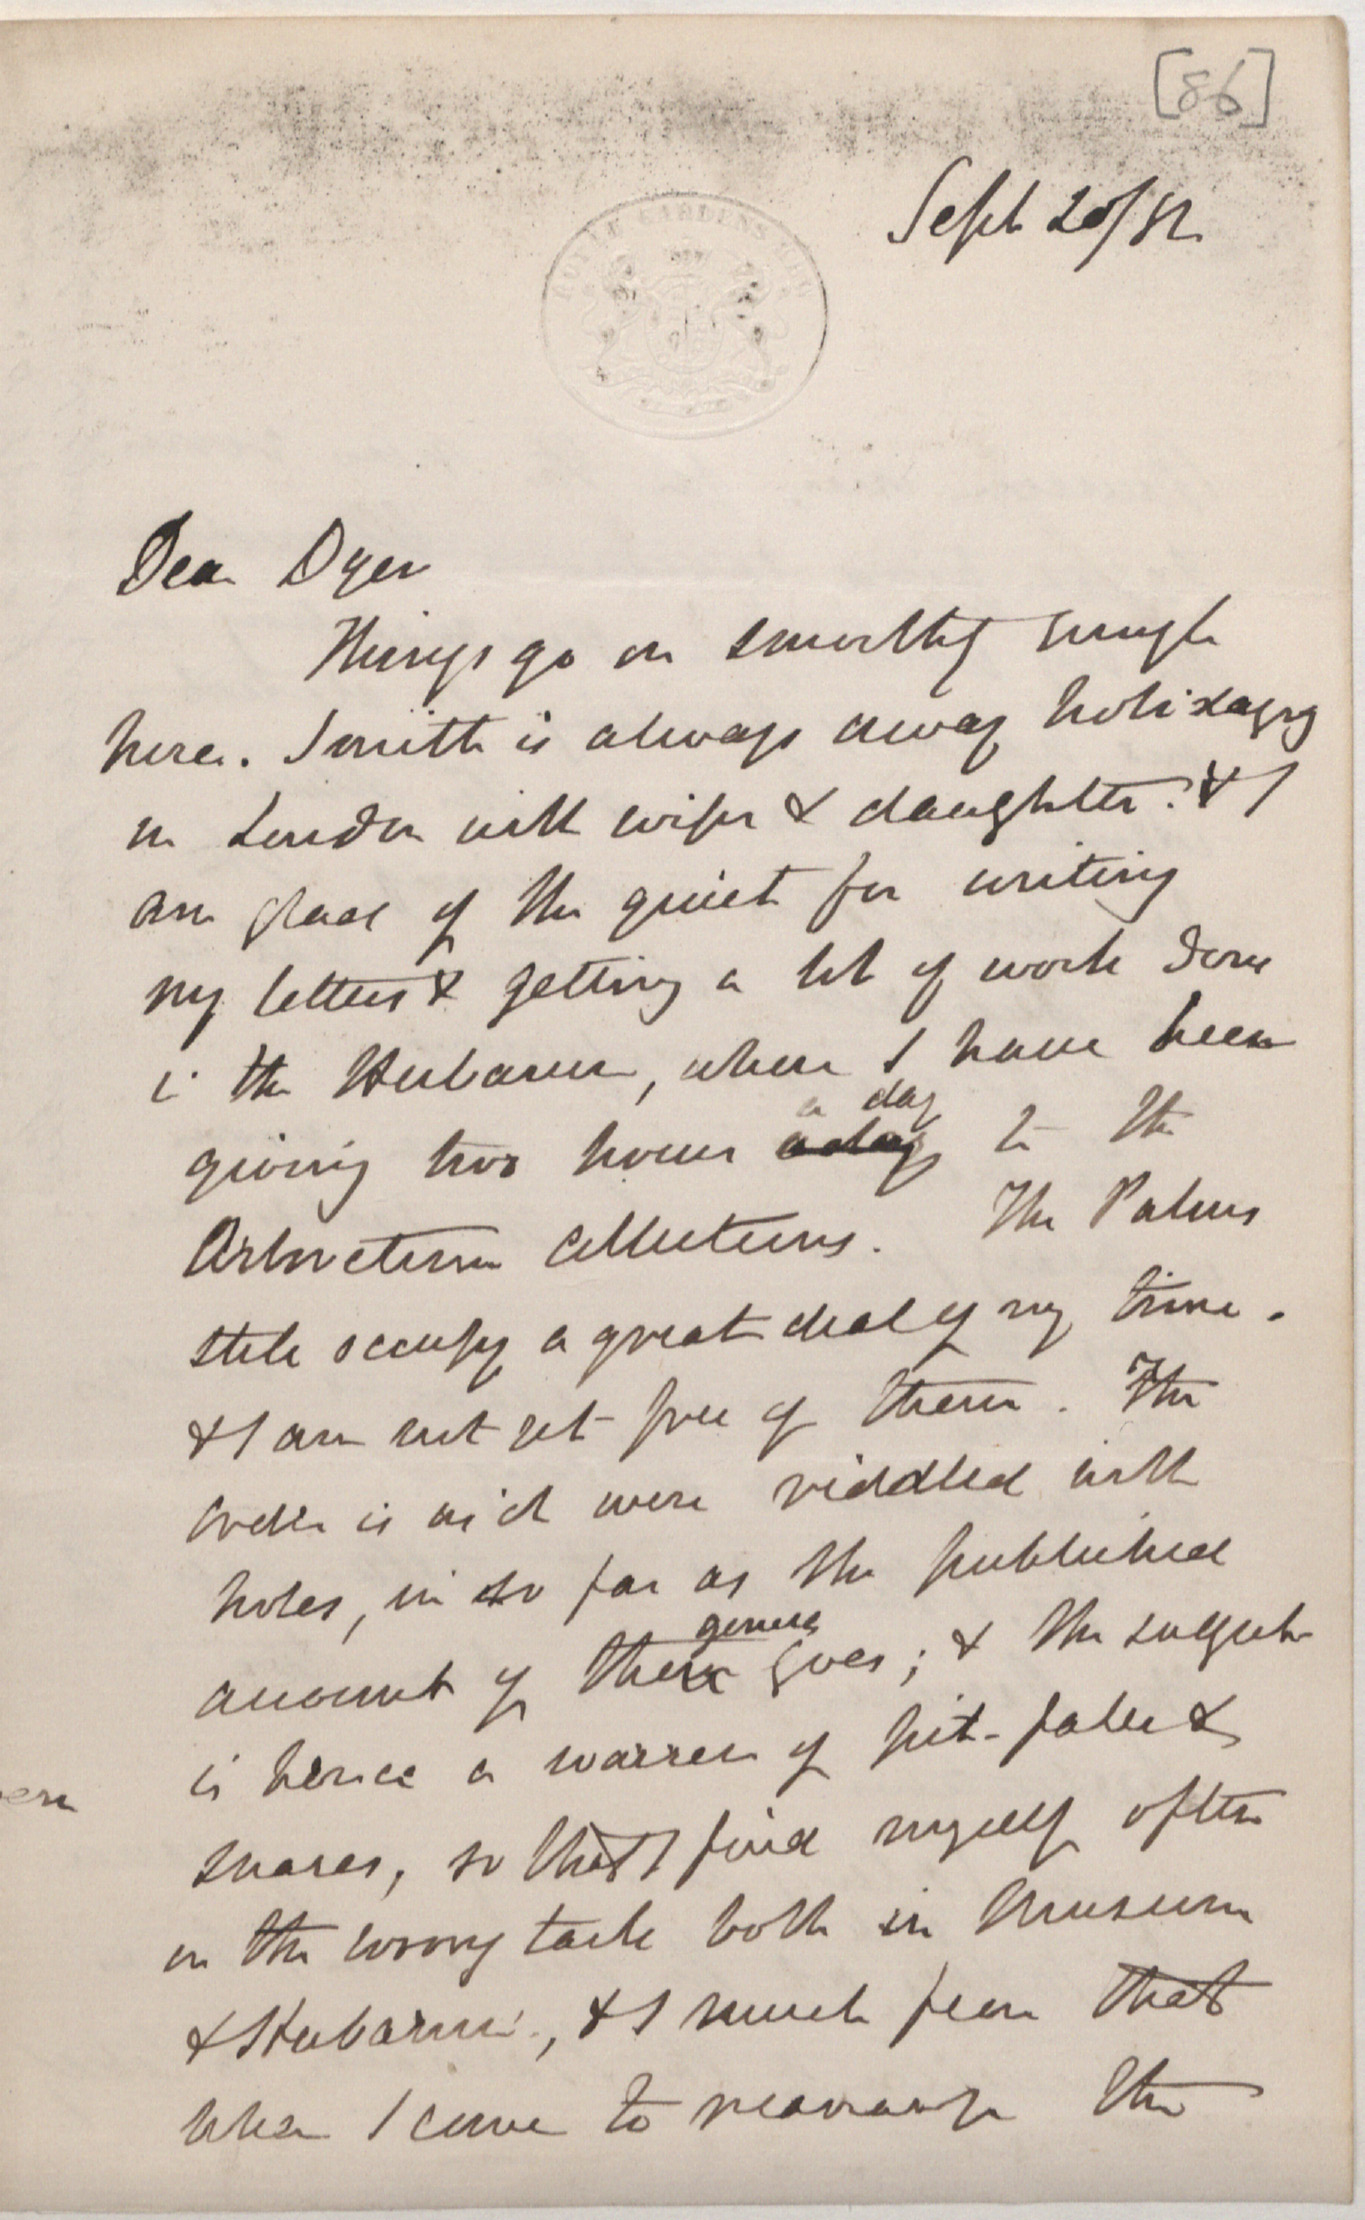 [86]
Sept 20/82
ROYAL GARDENS KEW
Dear Dyer
Things go on smoothly enough
here. Smith is always away holidayg
in London with wife & daughter. & I
am glad of the quiet for writing
my letters & getting a lot of work done
i the Herbarium, where I have been
giving two hours a day to the
Arboretum Collections. The Palms
still occupy a great deal of my time.
& I am not yet free of them. The
order is as it were riddled with
holes, in so far as the published
account of the genera goes; & the subject
is hence a warren of pit-falls &
snares, so that I find myself often
on the wrong tack both in Museum
& Herbarium, & I much fear that
when I come to rearrange the